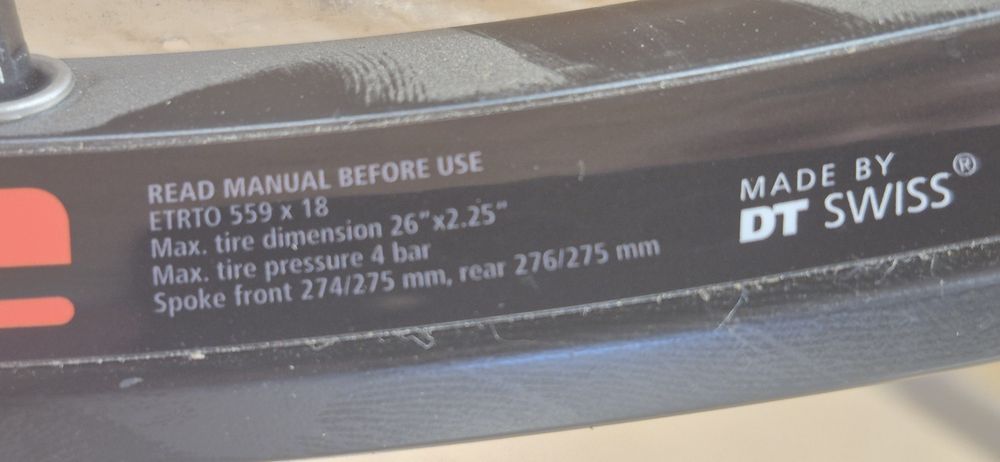 READ MANUAL BEFORE USE
ETRTO 559 x 18
Max. tire dimension 26"x2.25"
Max. tire pressure 4 bar
Spoke front 274/275 mm, rear 276/275 mm
MADE BY
DT SWISS®